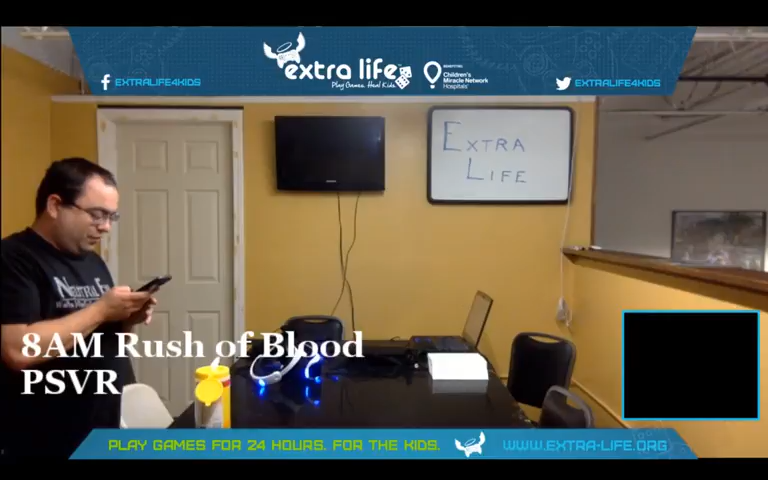 extra life
Play Games. Heal Kids.
BENEFITING
Children's
Miracle Network
Hospitals
EXTRALIFE4KIDS
EXTRALIFE4KIDS
EXTRA
LIFE
8AM Rush of Blood
PSVR
PLAY GAMES FOR 24 HOURS. FOR THE KIDS.
WWW.EXTRA-LIFE.ORG